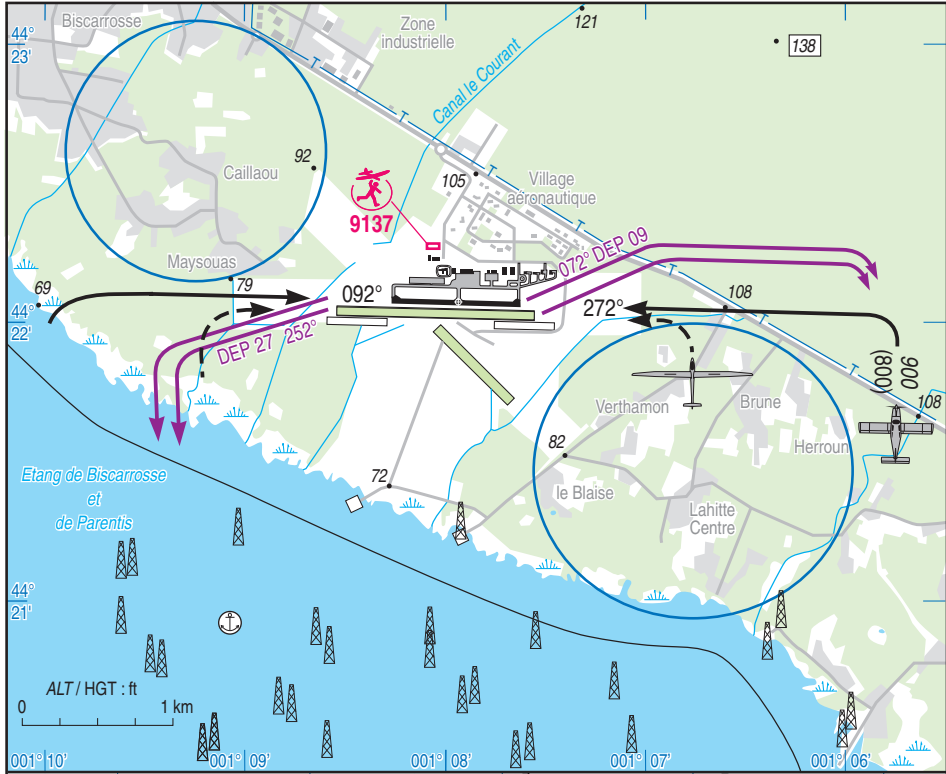 Biscarrosse
Zone
industrielle
121
138
44°
23'
Canal le Courant
T
T
92
Caillaou
105
Village
aéronautique
9137
T
072° DEP 09
Maysouas
79
69
092°
272°
108
T
44°
22'
DEP 27 252°
900
(800)
108
Verthamon
Brune
Herroun
82
72
le Blaise
Lahitte
Centre
Etang de Biscarrosse
et
de Parentis
44°
21'
ALT / HGT : ft
0
1 km
001° 10'
001° 09'
001° 08'
001° 07'
001° 06'